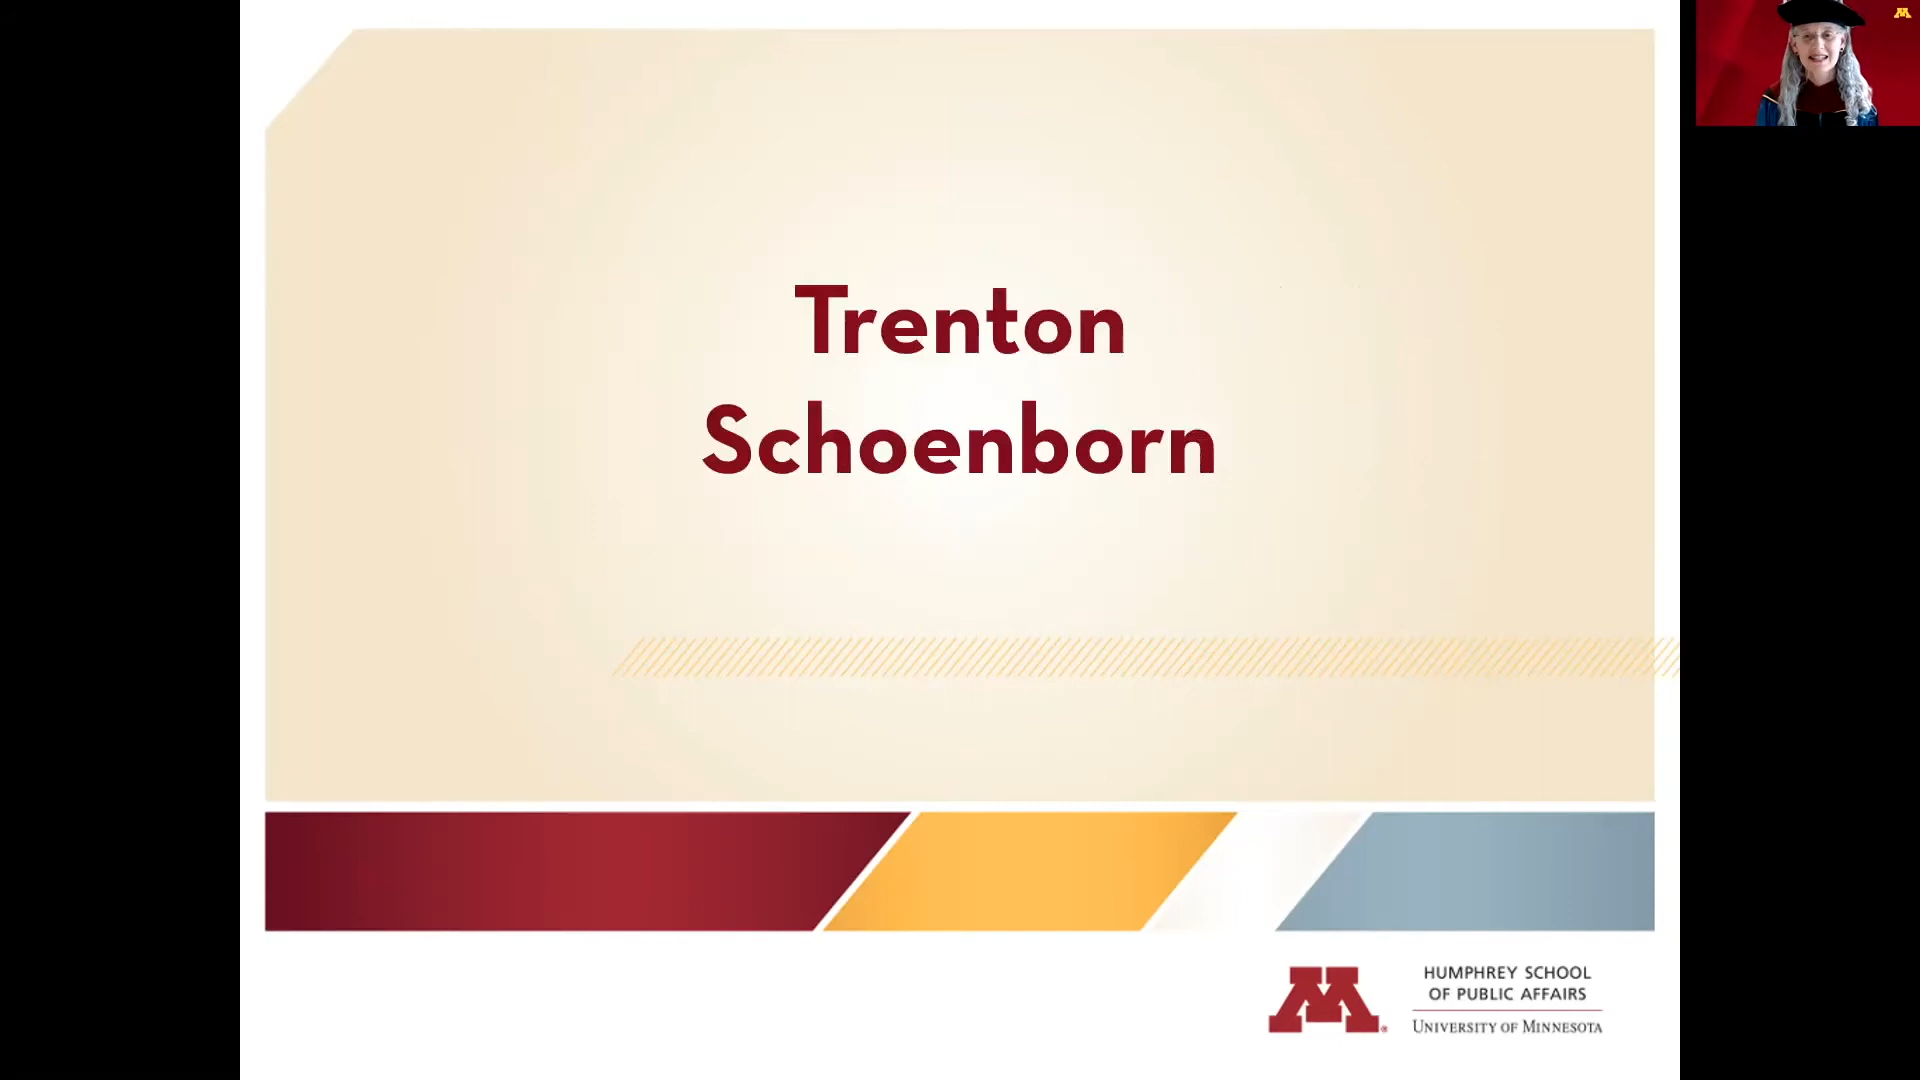 Trenton
Schoenborn
HUMPHREY SCHOOL
OF PUBLIC AFFAIRS
UNIVERSITY OF MINNESOTA